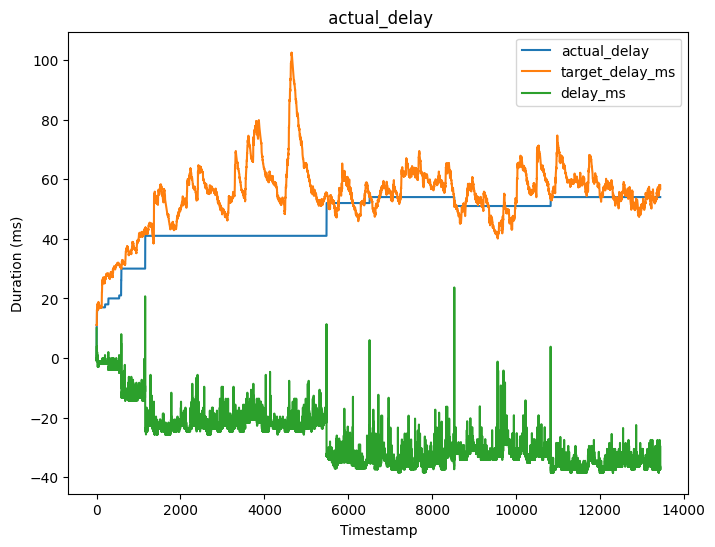 actual_delay
actual_delay
target_delay_ms
delay_ms
Duration (ms)
100
80
60
40
20
0
−20
−40
0
2000
4000
6000
8000
10000
12000
14000
Timestamp